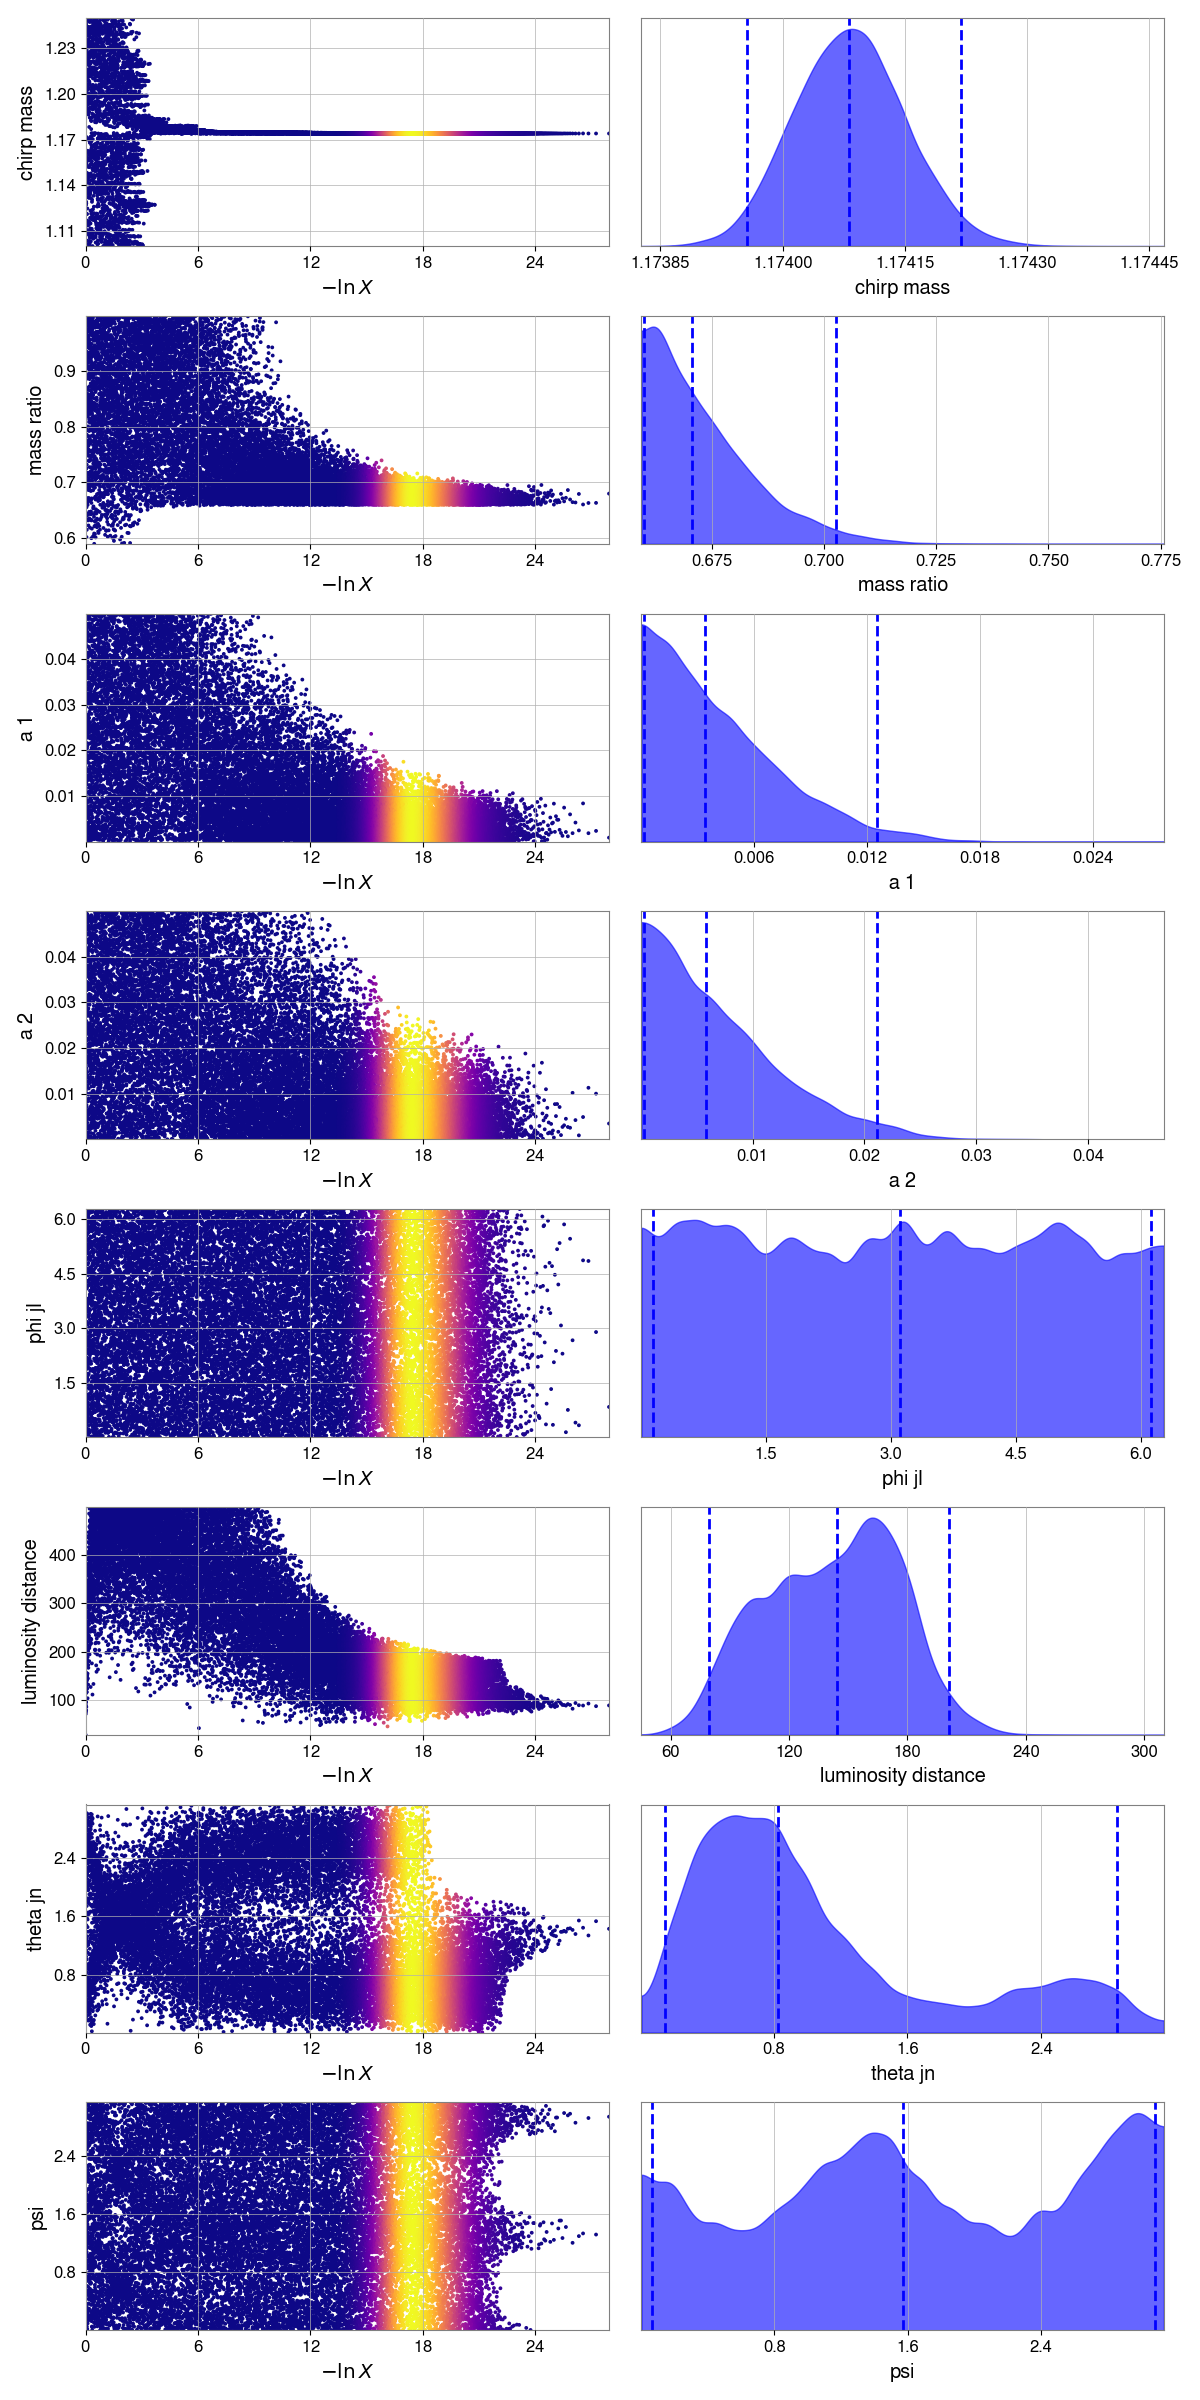 1.23
1.20
1.17
1.14
1.11
chirp mass
0 6 12 18 24
−ln X
1.17385 1.17400 1.17415 1.17430 1.17445
chirp mass
0.9
0.8
0.7
0.6
mass ratio
0 6 12 18 24
−ln X
0.675 0.700 0.725 0.750 0.775
mass ratio
0.04
0.03
0.02
0.01
a 1
0 6 12 18 24
−ln X
0.006 0.012 0.018 0.024
a 1
0.04
0.03
0.02
0.01
a 2
0 6 12 18 24
−ln X
0.01 0.02 0.03 0.04
a 2
6.0
4.5
3.0
1.5
phi jl
0 6 12 18 24
−ln X
1.5 3.0 4.5 6.0
phi jl
400
300
200
100
luminosity distance
0 6 12 18 24
−ln X
60 120 180 240 300
luminosity distance
2.4
1.6
0.8
theta jn
0 6 12 18 24
−ln X
0.8 1.6 2.4
theta jn
2.4
1.6
0.8
psi
0 6 12 18 24
−ln X
0.8 1.6 2.4
psi